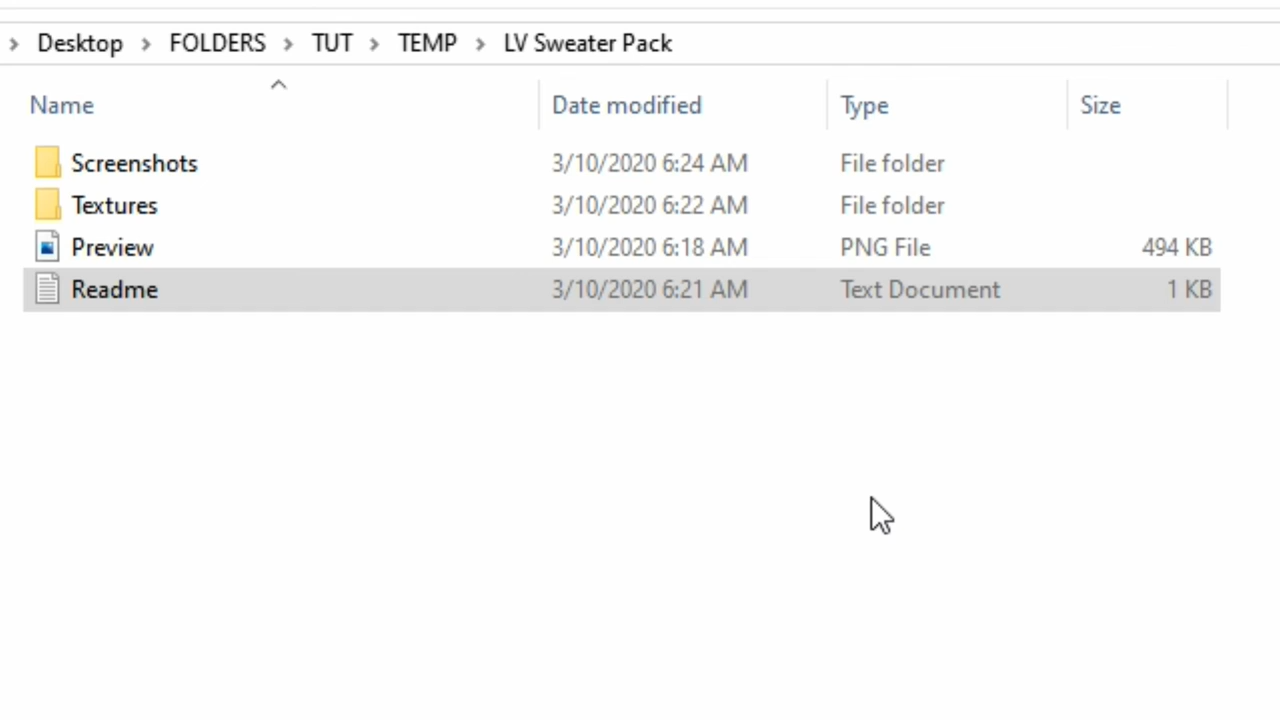 Desktop > FOLDERS > TUT > TEMP > LV Sweater Pack
Name Date modified Type Size
Screenshots 3/10/2020 6:24 AM File folder
Textures 3/10/2020 6:22 AM File folder
Preview 3/10/2020 6:18 AM PNG File 494 KB
Readme 3/10/2020 6:21 AM Text Document 1 KB